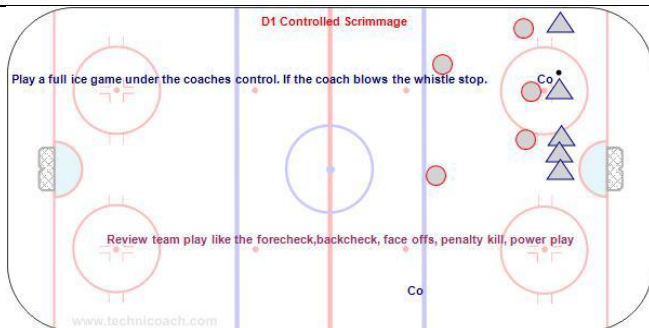 D1 Controlled Scrimmage
Play a full ice game under the coaches control. If the coach blows the whistle stop.
Co
Review team play like the forecheck,backcheck, face offs, penalty kill, power play
Co
www.technicoach.com